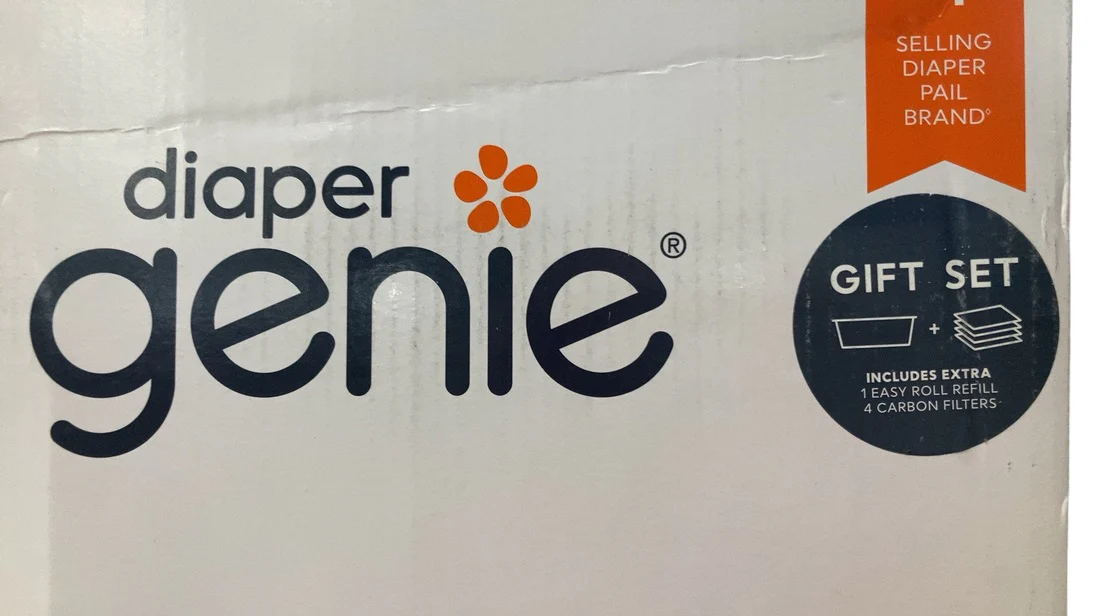 SELLING
DIAPER
PAIL
BRAND◊
diaper
genie®
GIFT SET
+
INCLUDES EXTRA
1 EASY ROLL REFILL
4 CARBON FILTERS